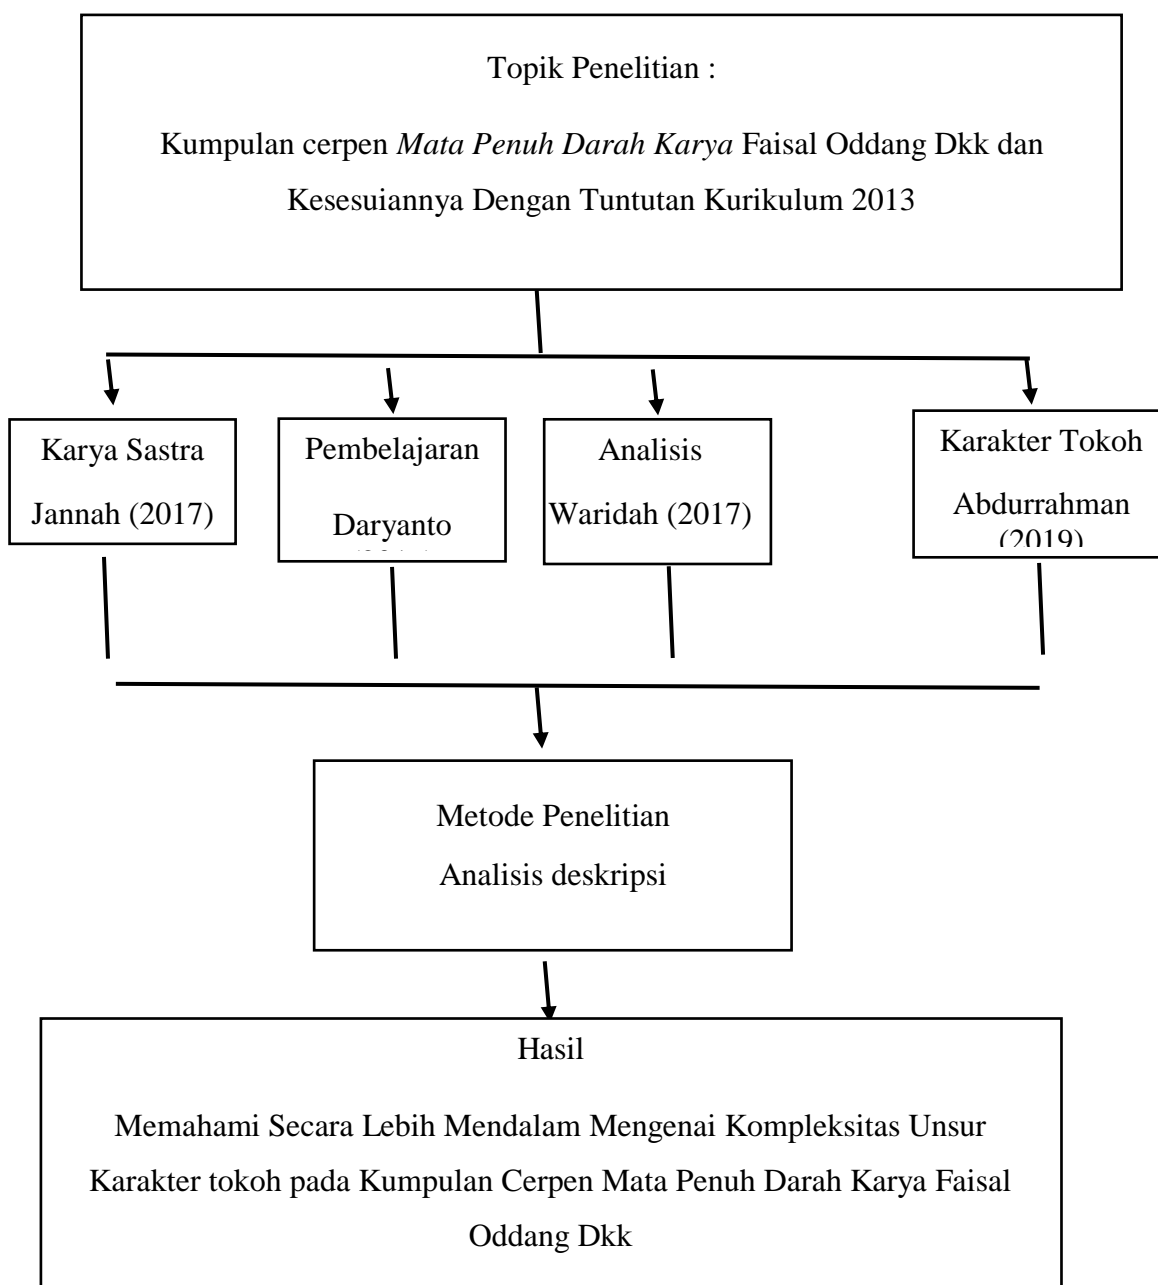 Topik Penelitian :
Kumpulan cerpen Mata Penuh Darah Karya Faisal Oddang Dkk dan
Kesesuiannya Dengan Tuntutan Kurikulum 2013
Karya Sastra
Jannah (2017)
Pembelajaran
Daryanto
Analisis
Waridah (2017)
Karakter Tokoh
Abdurrahman
(2019)
Metode Penelitian
Analisis deskripsi
Hasil
Memahami Secara Lebih Mendalam Mengenai Kompleksitas Unsur
Karakter tokoh pada Kumpulan Cerpen Mata Penuh Darah Karya Faisal
Oddang Dkk